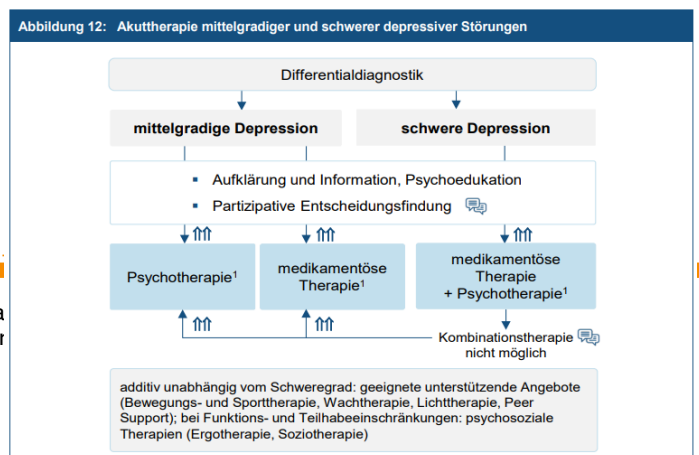 Abbildung 12: Akuttherapie mittelgradiger und schwerer depressiver Störungen
Differentialdiagnostik
mittelgradige Depression
schwere Depression
▪ Aufklärung und Information, Psychoedukation
▪ Partizipative Entscheidungsfindung
⇑⇑
⇑⇑
⇑⇑
Psychotherapie¹
medikamentöse
Therapie¹
medikamentöse
Therapie
+ Psychotherapie¹
⇑⇑
⇑⇑
Kombinationstherapie
nicht möglich
additiv unabhängig vom Schweregrad: geeignete unterstützende Angebote
(Bewegungs- und Sporttherapie, Wachtherapie, Lichttherapie, Peer
Support); bei Funktions- und Teilhabeeinschränkungen: psychosoziale
Therapien (Ergotherapie, Soziotherapie)